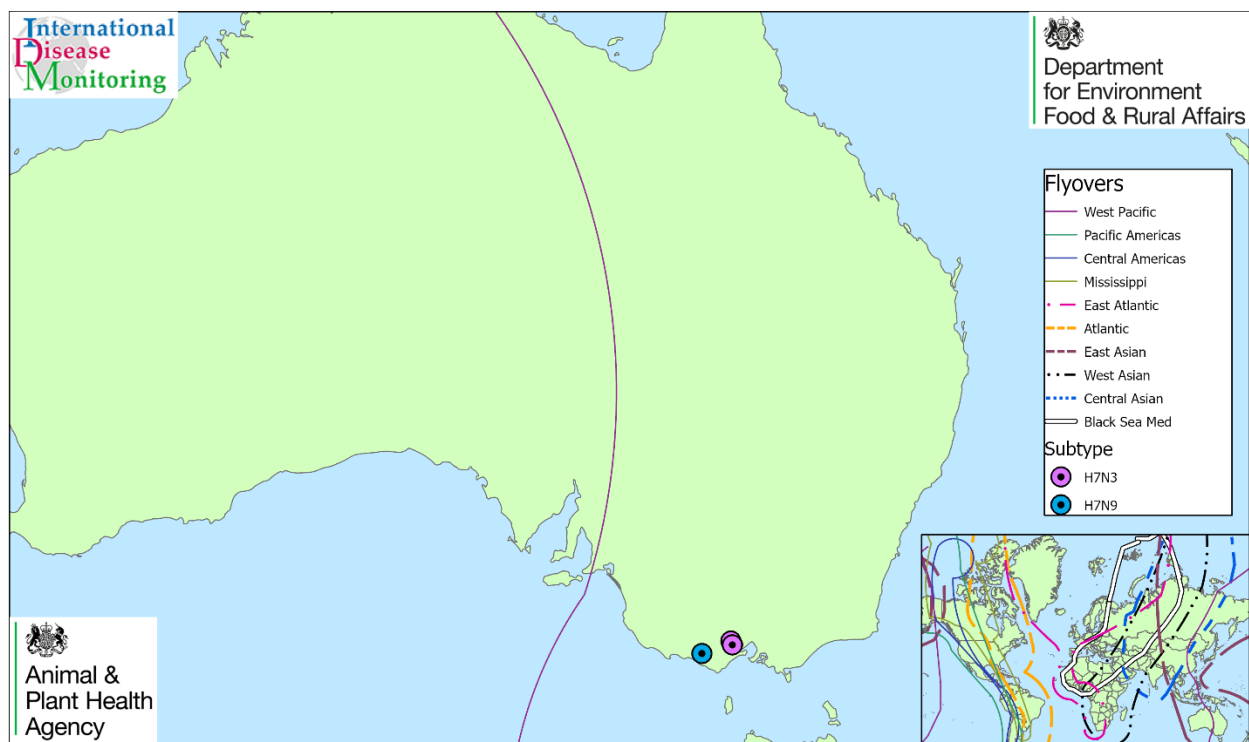 International
Disease
Monitoring
Department
for Environment
Food & Rural Affairs
Flyovers
West Pacific
Pacific Americas
Central Americas
Mississippi
East Atlantic
Atlantic
East Asian
West Asian
Central Asian
Black Sea Med
Subtype
H7N3
H7N9
Animal &
Plant Health
Agency